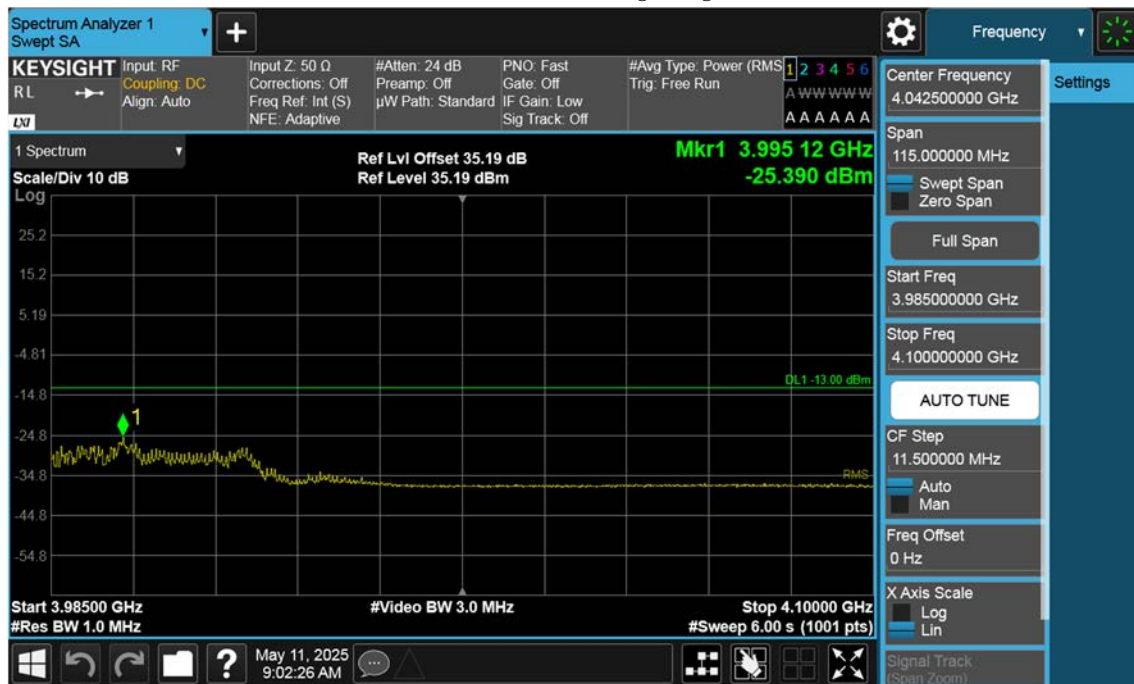 Spectrum Analyzer 1
Swept SA
Frequency
KEYSIGHT
RL
LXI
Input: RF
Coupling: DC
Align: Auto
Input Z: 50 Ω
Corrections: Off
Freq Ref: Int (S)
NFE: Adaptive
#Atten: 24 dB
Preamp: Off
µW Path: Standard
PNO: Fast
Gate: Off
IF Gain: Low
Sig Track: Off
#Avg Type: Power (RMS
Trig: Free Run
1 2 3 4 5 6
A W W W W W
A A A A A A
1 Spectrum
Scale/Div 10 dB
Ref Lvl Offset 35.19 dB
Ref Level 35.19 dBm
Mkr1 3.995 12 GHz
-25.390 dBm
Log
25.2
15.2
5.19
-4.81
-14.8
-24.8
-34.8
-44.8
-54.8
DL1 -13.00 dBm
1
RMS
Start 3.98500 GHz
#Res BW 1.0 MHz
#Video BW 3.0 MHz
Stop 4.10000 GHz
#Sweep 6.00 s (1001 pts)
Center Frequency
4.042500000 GHz
Span
115.000000 MHz
Swept Span
Zero Span
Full Span
Start Freq
3.985000000 GHz
Stop Freq
4.100000000 GHz
AUTO TUNE
CF Step
11.500000 MHz
Auto
Man
Freq Offset
0 Hz
X Axis Scale
Log
Lin
Signal Track
(Span Zoom)
Settings
?
May 11, 2025
9:02:26 AM